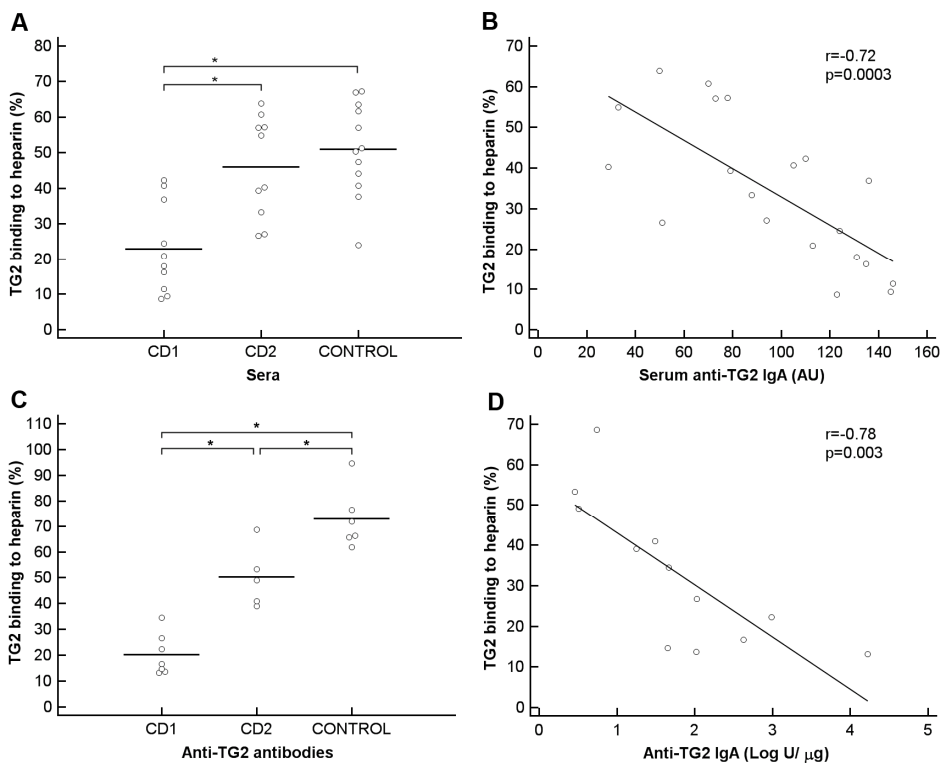 A
TG2 binding to heparin (%)
80
70
60
50
40
30
20
10
0
*
*
CD1 CD2 CONTROL
Sera
B
TG2 binding to heparin (%)
70
60
50
40
30
20
10
0
r=-0.72
p=0.0003
0 20 40 60 80 100 120 140 160
Serum anti-TG2 IgA (AU)
C
TG2 binding to heparin (%)
110
100
90
80
70
60
50
40
30
20
10
0
*
* *
CD1 CD2 CONTROL
Anti-TG2 antibodies
D
TG2 binding to heparin (%)
70
60
50
40
30
20
10
0
r=-0.78
p=0.003
0 1 2 3 4 5
Anti-TG2 IgA (Log U/ µg)